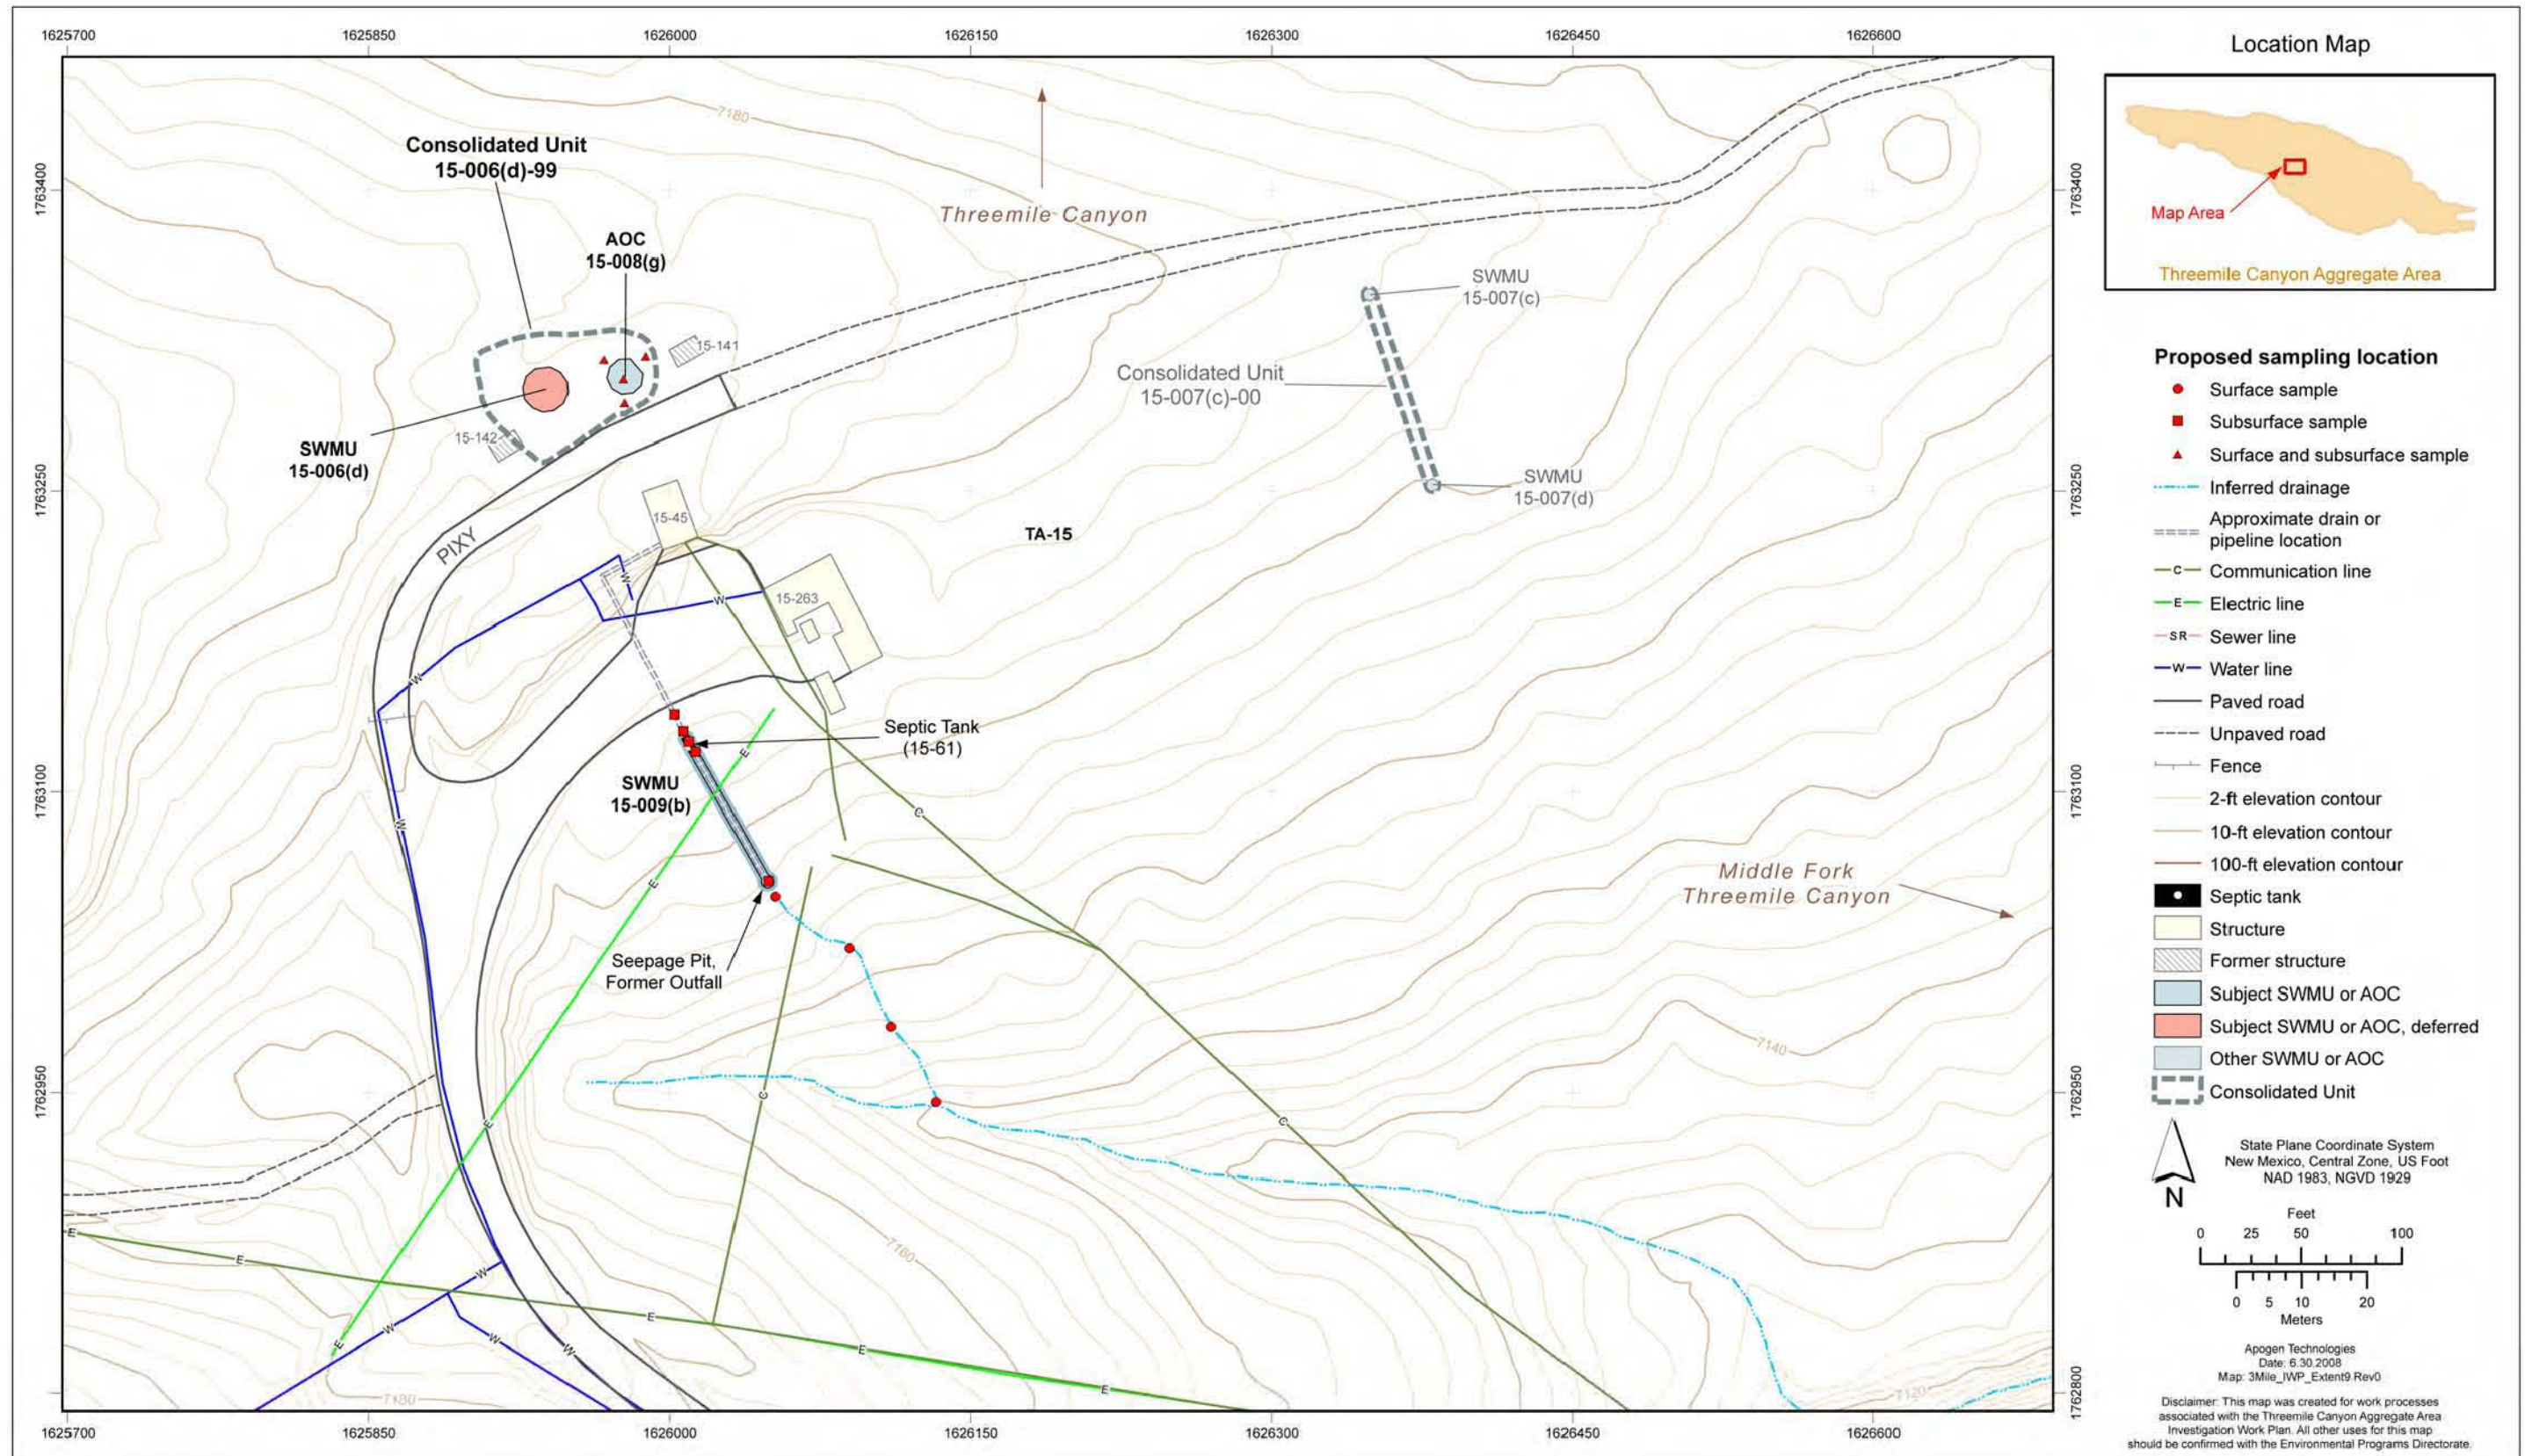 1625700
1625850
1626000
1626150
1626300
1626450
1626600
1763400
1763250
1763100
1762950
1763400
1763250
1763100
1762950
1762800
1625700
1625850
1626000
1626150
1626300
1626450
1626600
7180
Consolidated Unit
15-006(d)-99
AOC
15-008(g)
Threemile Canyon
SWMU
15-007(c)
15-141
Consolidated Unit
15-007(c)-00
15-142
SWMU
15-006(d)
SWMU
15-007(d)
15-45
PIXY
TA-15
W
W
15-263
W
Septic Tank
(15-61)
E
SWMU
15-009(b)
C
W
E
Middle Fork
Threemile Canyon
Seepage Pit,
Former Outfall
7140
C
E
C
E
E
7160
W
E
W
W
W
E
E
E
7180
7120
Location Map
Map Area
Threemile Canyon Aggregate Area
Proposed sampling location
Surface sample
Subsurface sample
Surface and subsurface sample
Inferred drainage
Approximate drain or
pipeline location
C Communication line
E Electric line
SR Sewer line
W Water line
Paved road
Unpaved road
Fence
2-ft elevation contour
10-ft elevation contour
100-ft elevation contour
Septic tank
Structure
Former structure
Subject SWMU or AOC
Subject SWMU or AOC, deferred
Other SWMU or AOC
Consolidated Unit
N
State Plane Coordinate System
New Mexico, Central Zone, US Foot
NAD 1983, NGVD 1929
Feet
0 25 50 100
0 5 10 20
Meters
Apogen Technologies
Date: 6.30.2008
Map: 3Mile_IWP_Extent9.Rev0
Disclaimer: This map was created for work processes
associated with the Threemile Canyon Aggregate Area
Investigation Work Plan. All other uses for this map
should be confirmed with the Environmental Programs Directorate.